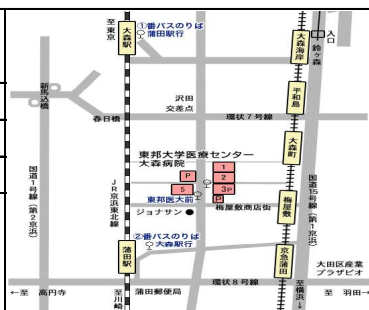 至東京
①番バスのりば
蒲田駅行
大森駅
大森海岸
入口
鈴ヶ森
新馬込橋
沢田
交差点
平和島
春日橋
環状7号線
大森町
東邦大学医療センター
大森病院
1
P
2
5
3P
P
東邦医大前
ジョナサン
梅屋敷商店街
梅屋敷
国道1号線（第2京浜）
JR京浜東北線
国道15号線（第1京浜）
②番バスのりば
大森駅行
蒲田駅
京急蒲田
大田区産業
プラザピオ
環状8号線
←至 高円寺
至川崎
蒲田郵便局
至横浜↓
至 羽田→